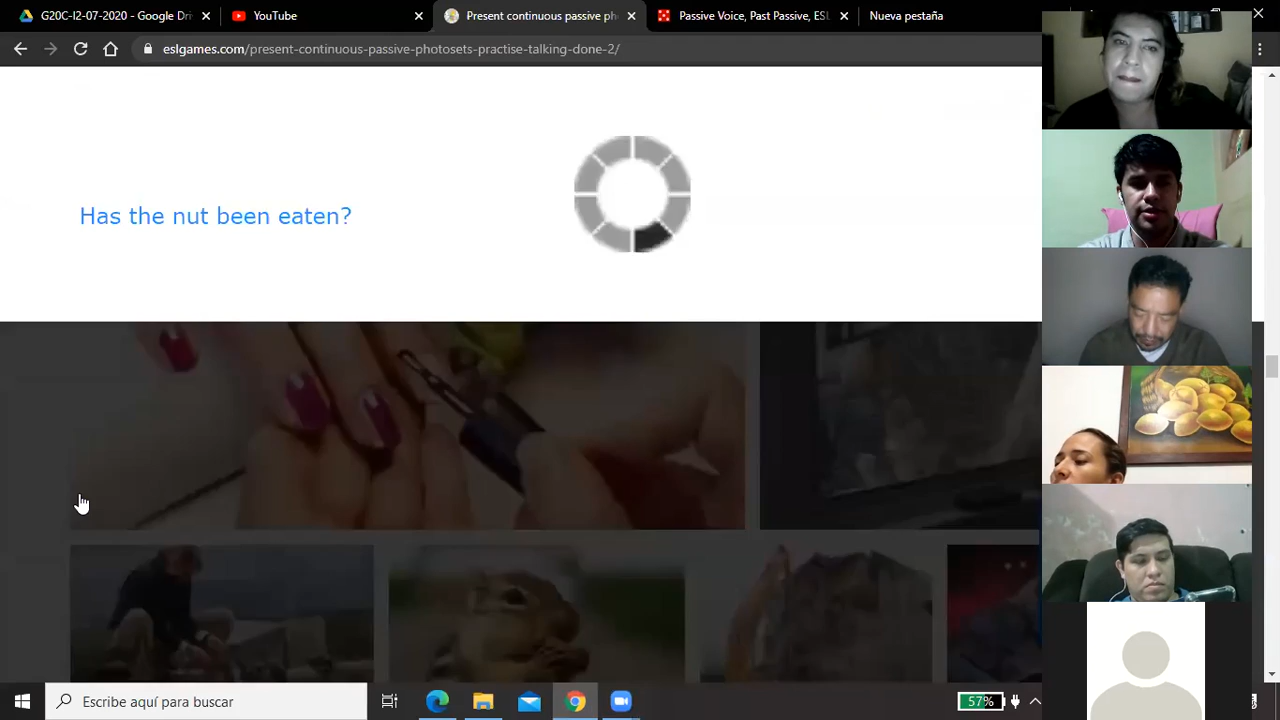 G20C-I2-07-2020 - Google Dri
YouTube
Present continuous passive ph
Passive Voice, Past Passive, ESL
Nueva pestaña
eslgames.com/present-continuous-passive-photosets-practise-talking-done-2/
Has the nut been eaten?
Escribe aquí para buscar
57%